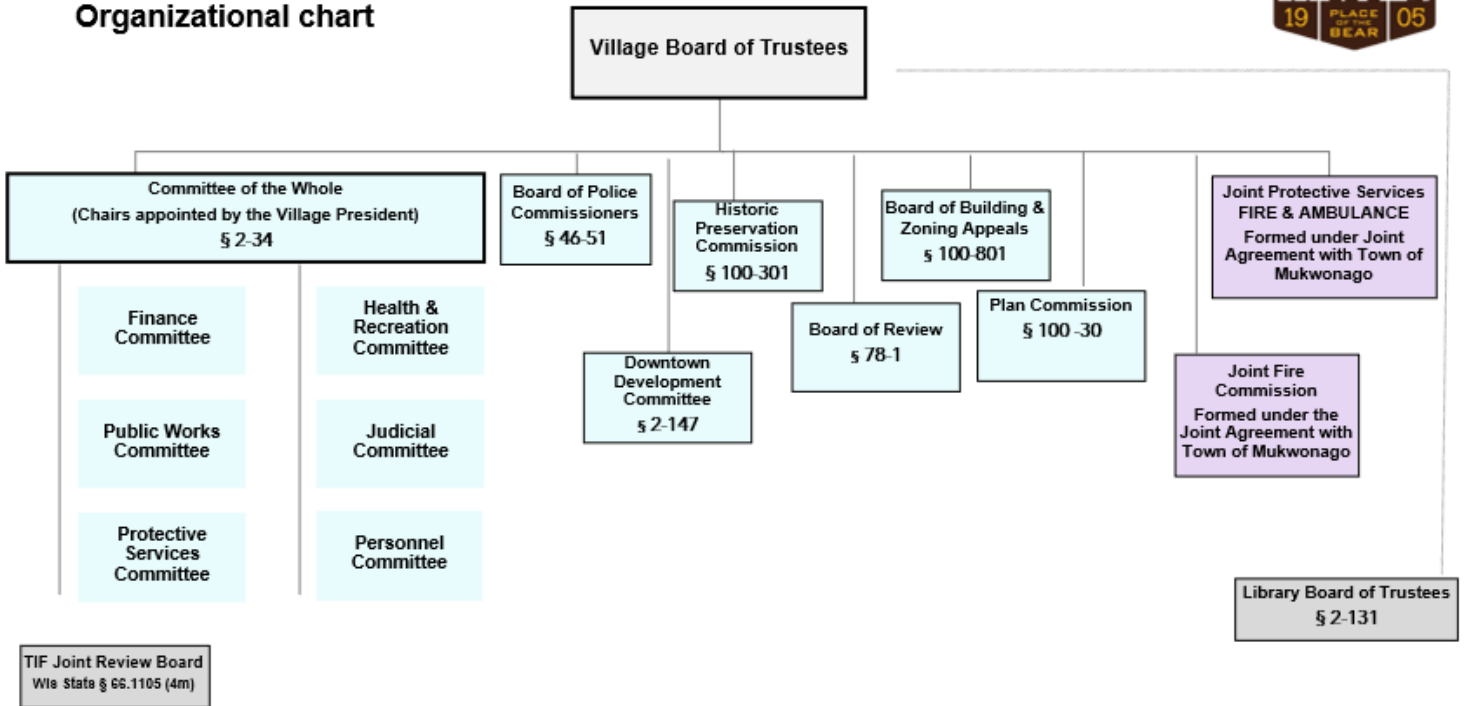 Organizational chart
19 PLACE 05
OF THE
BEAR
Village Board of Trustees
Committee of the Whole
(Chairs appointed by the Village President)
§ 2-34
Board of Police
Commissioners
§ 46-51
Historic
Preservation
Commission
§ 100-301
Board of Building &
Zoning Appeals
§ 100-801
Joint Protective Services
FIRE & AMBULANCE
Formed under Joint
Agreement with Town of
Mukwonago
Finance
Committee
Health &
Recreation
Committee
Downtown
Development
Committee
§ 2-147
Board of Review
§ 78-1
Plan Commission
§ 100 -30
Joint Fire
Commission
Formed under the
Joint Agreement with
Town of Mukwonago
Public Works
Committee
Judicial
Committee
Protective
Services
Committee
Personnel
Committee
Library Board of Trustees
§ 2-131
TIF Joint Review Board
Wis Stats § 66.1105 (4m)